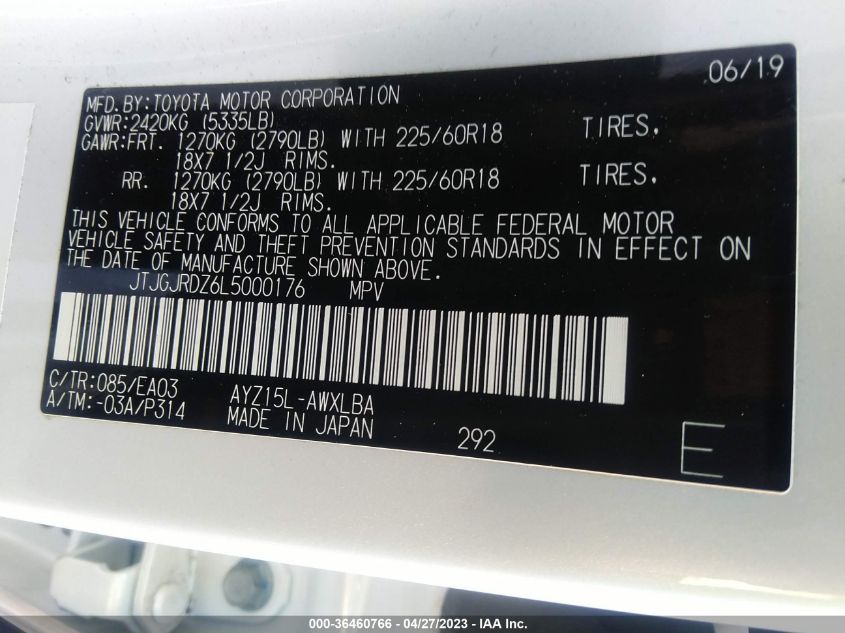 06/19
MFD.BY:TOYOTA MOTOR CORPORATION
GVWR:2420KG (5335LB)
GAWR:FRT. 1270KG (2790LB) WITH 225/60R18 TIRES.
18X7 1/2J RIMS.
RR. 1270KG (2790LB) WITH 225/60R18 TIRES.
18X7 1/2J RIMS.
THIS VEHICLE CONFORMS TO ALL APPLICABLE FEDERAL MOTOR
VEHICLE SAFETY AND THEFT PREVENTION STANDARDS IN EFFECT ON
THE DATE OF MANUFACTURE SHOWN ABOVE.
JTJGJRDZ6L5000176 MPV
C/TR:085/EA03 AYZ15L-AWXLBA
A/TM:-03A/P314 MADE IN JAPAN 292 E
000-36460766 - 04/27/2023 - IAA Inc.